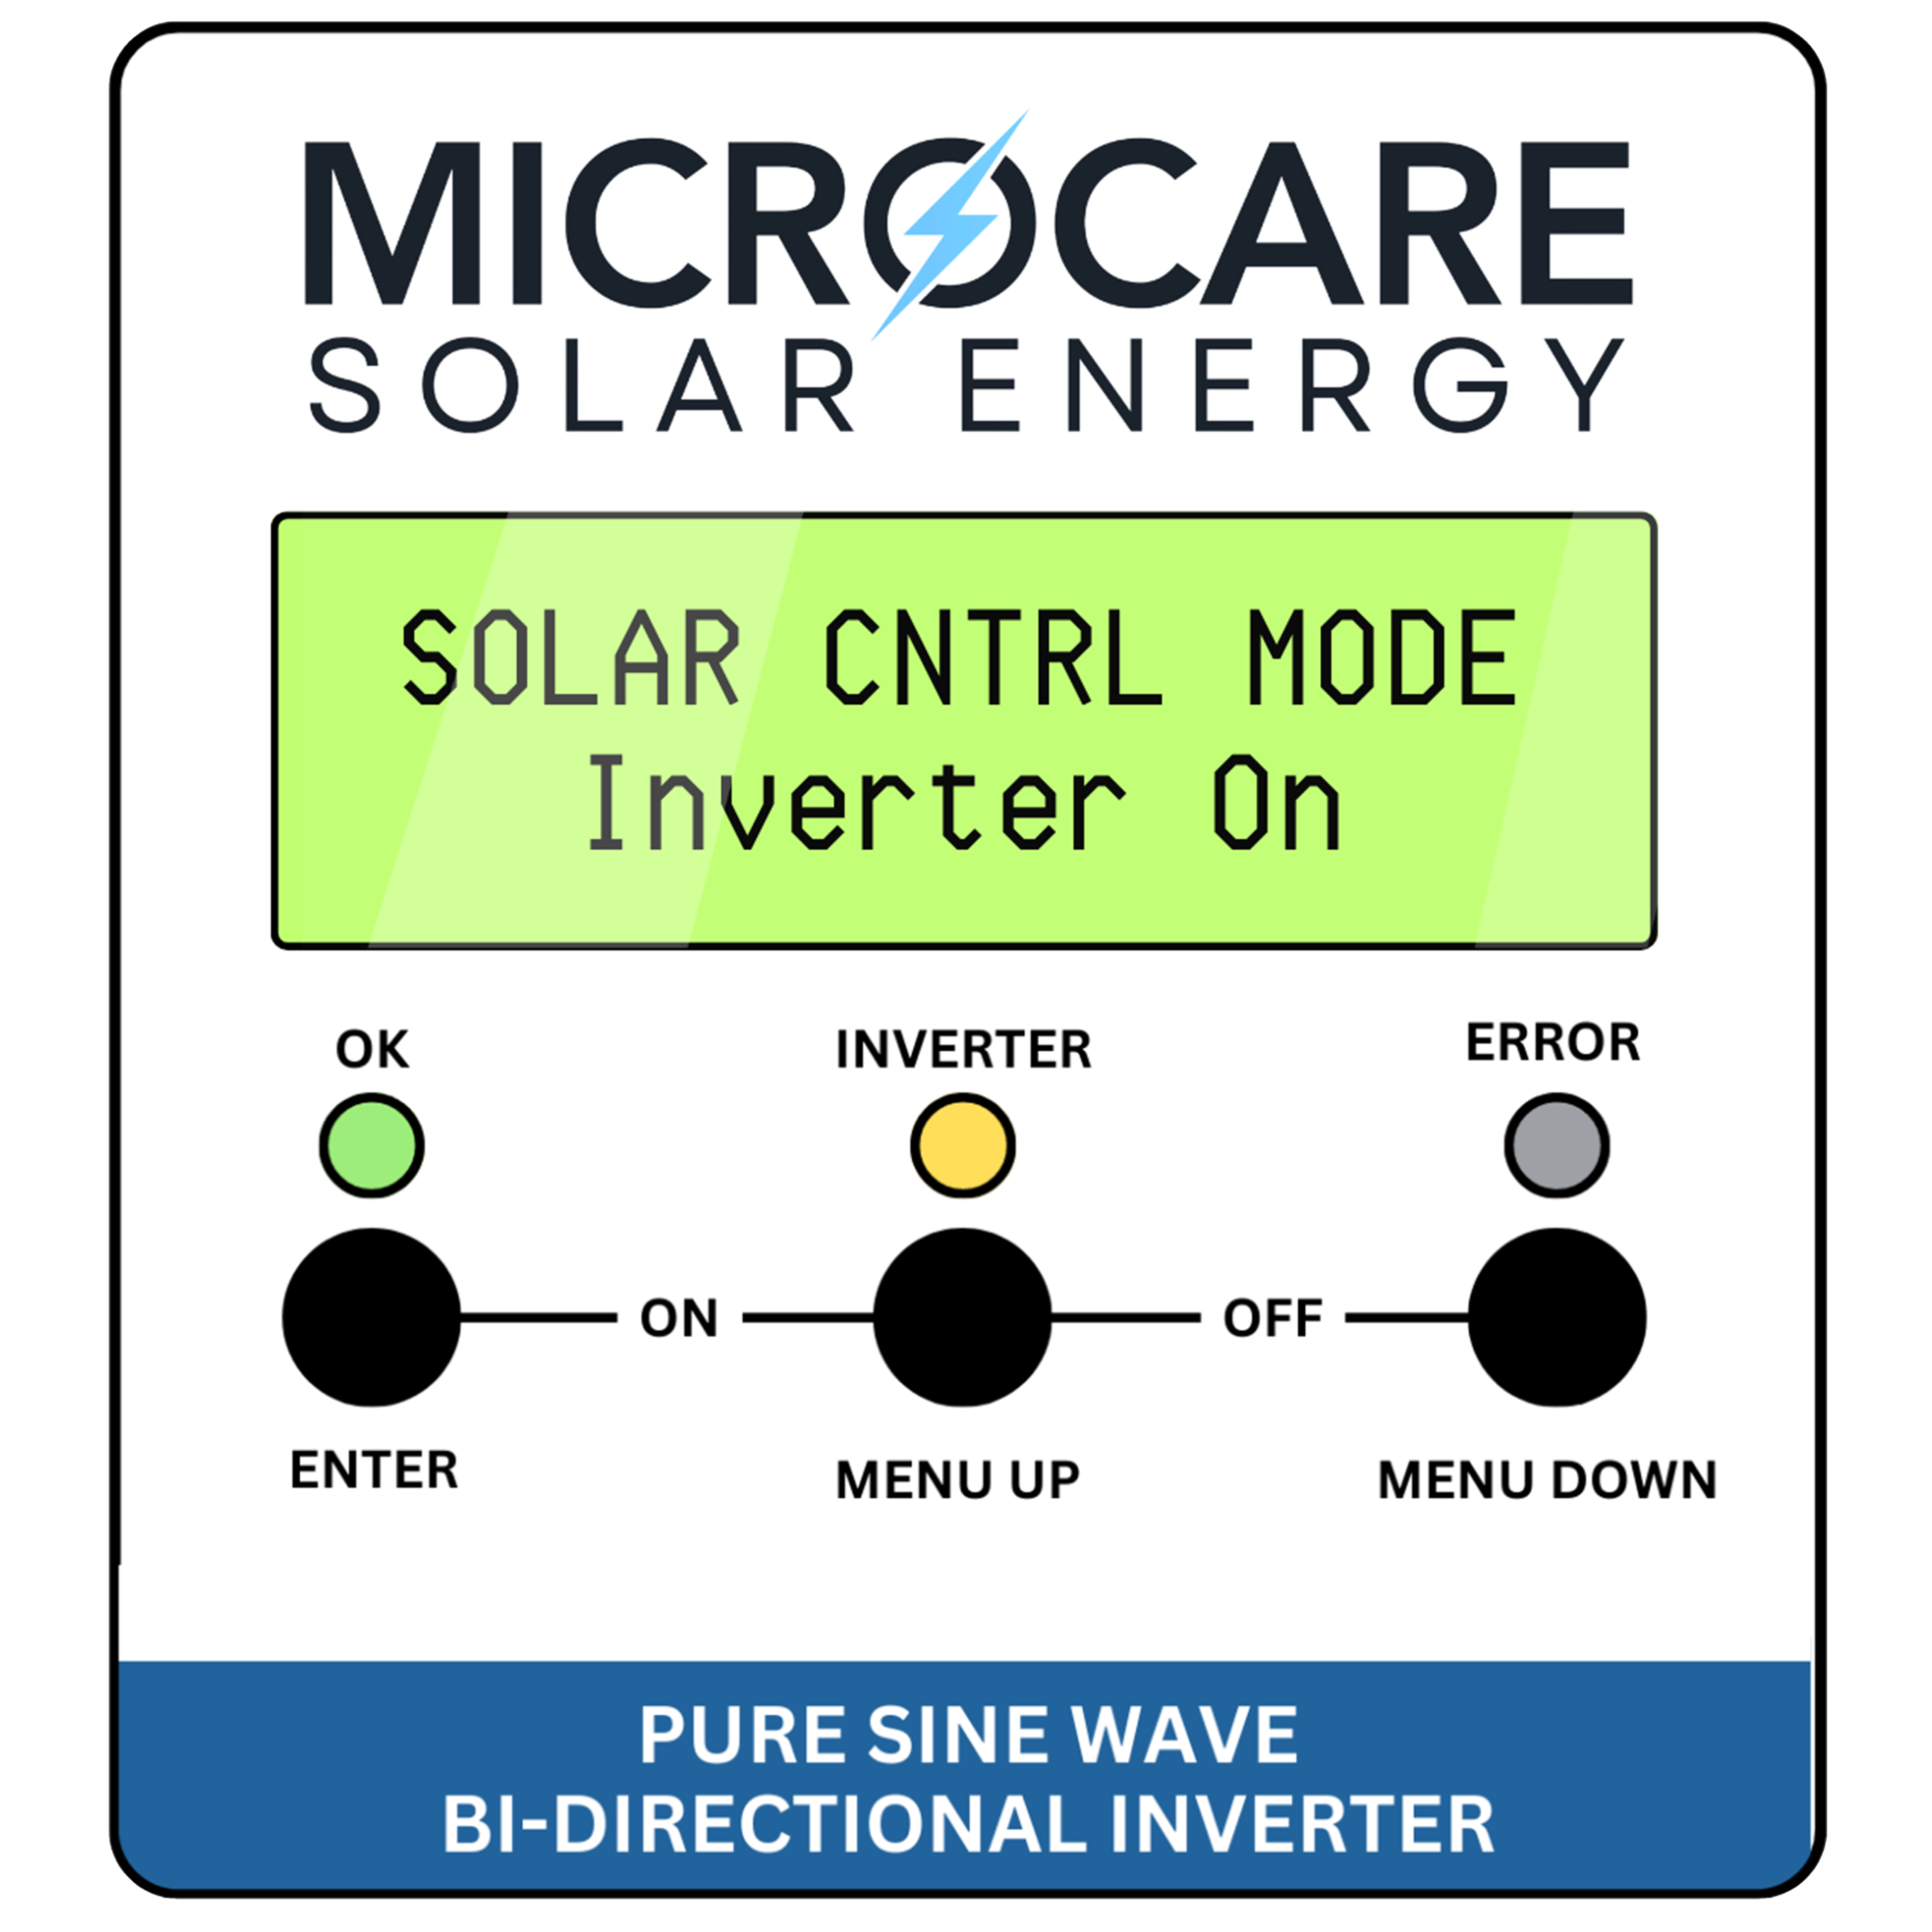 MICROCARE
SOLAR ENERGY
SOLAR CNTRL MODE
Inverter On
OK INVERTER ERROR
ON OFF
ENTER MENU UP MENU DOWN
PURE SINE WAVE
BI-DIRECTIONAL INVERTER